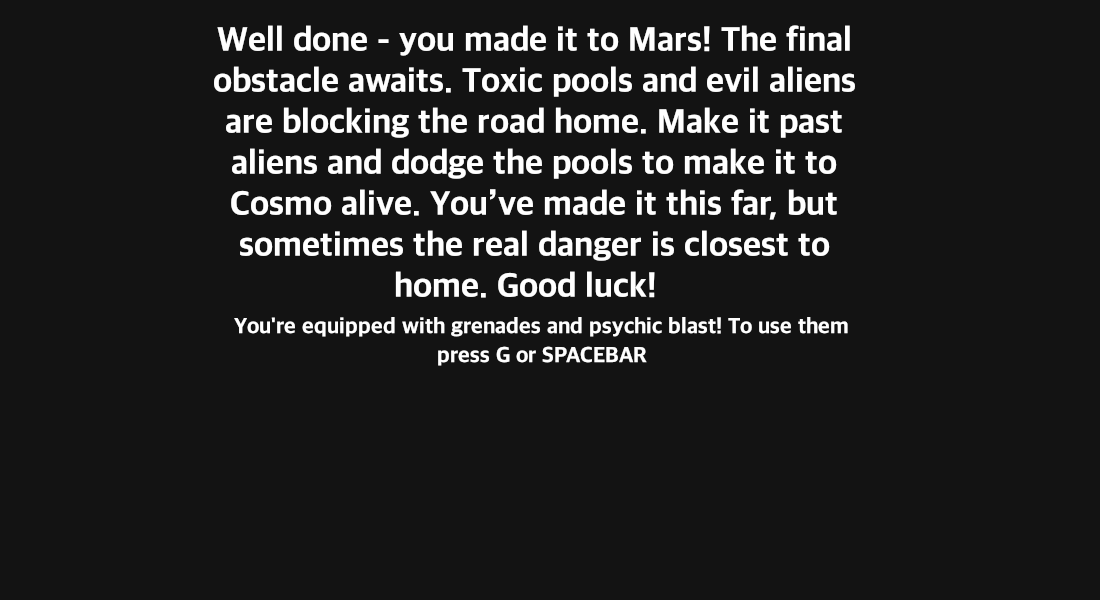 Well done - you made it to Mars! The final
obstacle awaits. Toxic pools and evil aliens
are blocking the road home. Make it past
aliens and dodge the pools to make it to
Cosmo alive. You’ve made it this far, but
sometimes the real danger is closest to
home. Good luck!
You're equipped with grenades and psychic blast! To use them
press G or SPACEBAR